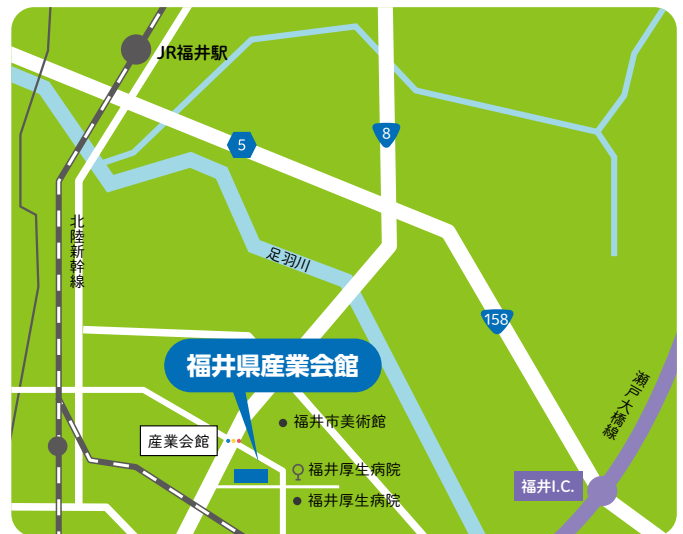 JR福井駅
5
8
北陸新幹線
足羽川
158
福井県産業会館
瀬戸大橋線
福井市美術館
産業会館
福井厚生病院
福井I.C.
福井厚生病院